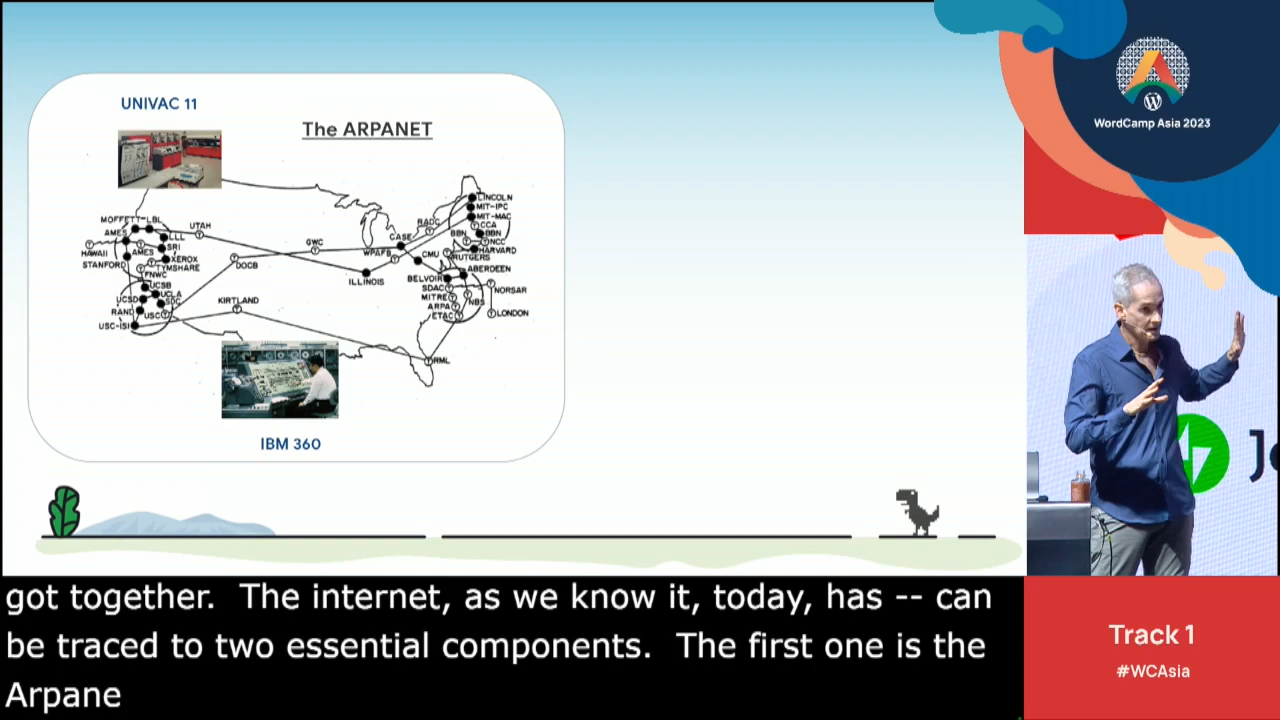 UNIVAC 11
The ARPANET
LINCOLN
MIT-IPC
MIT-MAC
CCA
RADC
BBN
BBN
NCC
HARVARD
RUTGERS
CASE
WPAFB
CMU
ABERDEEN
BELVOIR
SDAC
MITRE
ARPA
ETAC
NBS
NORSAR
LONDON
MOFFETT-LBL
AMES
UTAH
LLL
SRI
HAWAII
AMES
XEROX
STANFORD
TYMSHARE
FNWC
GWC
DOCB
ILLINOIS
UCSB
UCLA
UCSD
SDC
RAND
USC
USC-ISI
KIRTLAND
RML
IBM 360
WordCamp Asia 2023
Je
got together. The internet, as we know it, today, has -- can
be traced to two essential components. The first one is the
Arpane
Track 1
#WCAsia